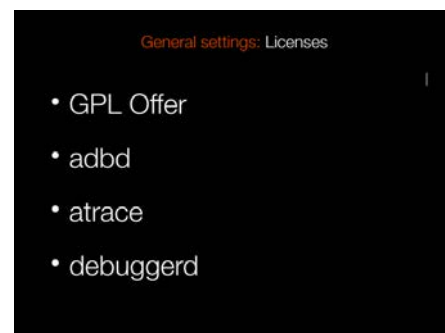 General settings: Licenses
• GPL Offer
• adbd
• atrace
• debuggerd